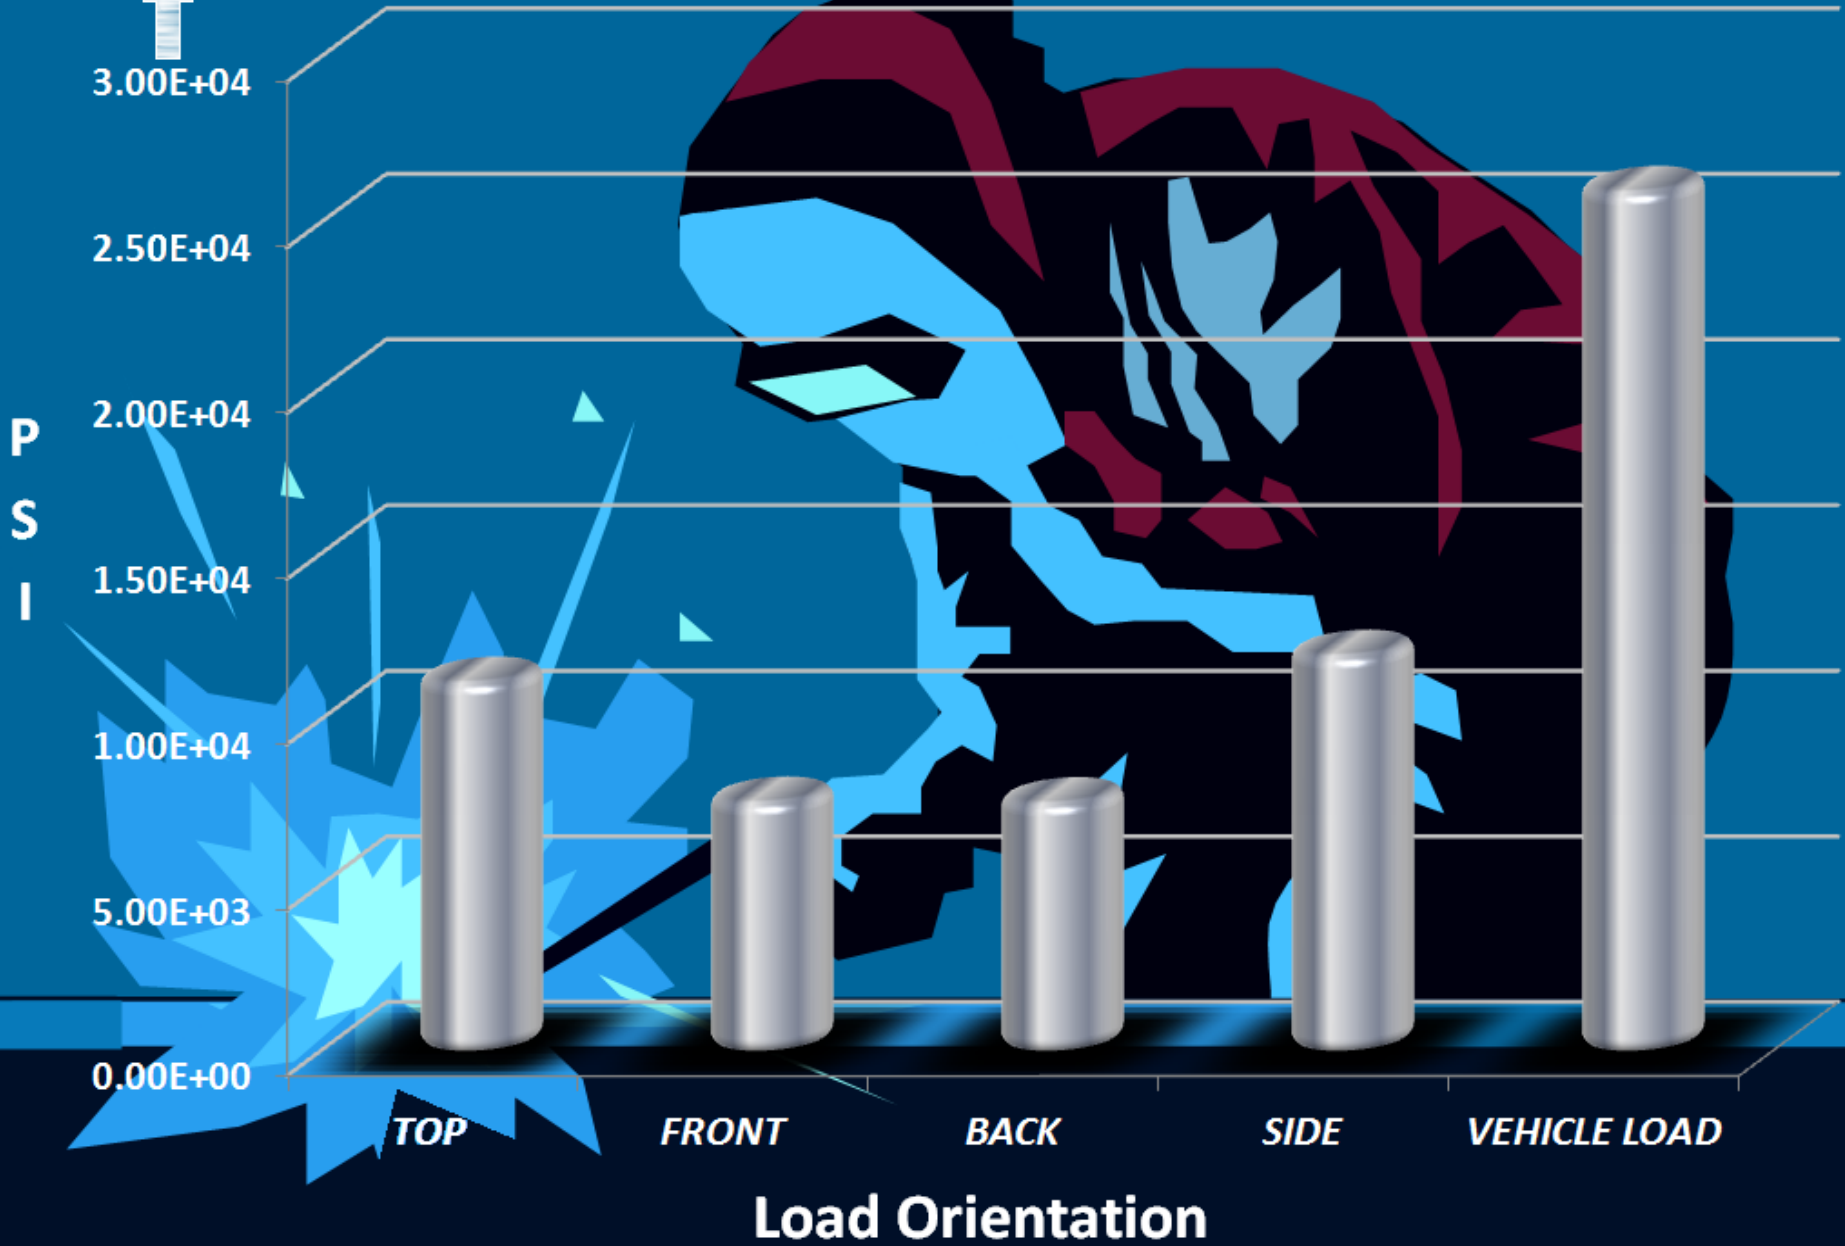 3.00E+04
2.50E+04
2.00E+04
1.50E+04
1.00E+04
5.00E+03
0.00E+00
P
S
I
TOP FRONT BACK SIDE VEHICLE LOAD
Load Orientation